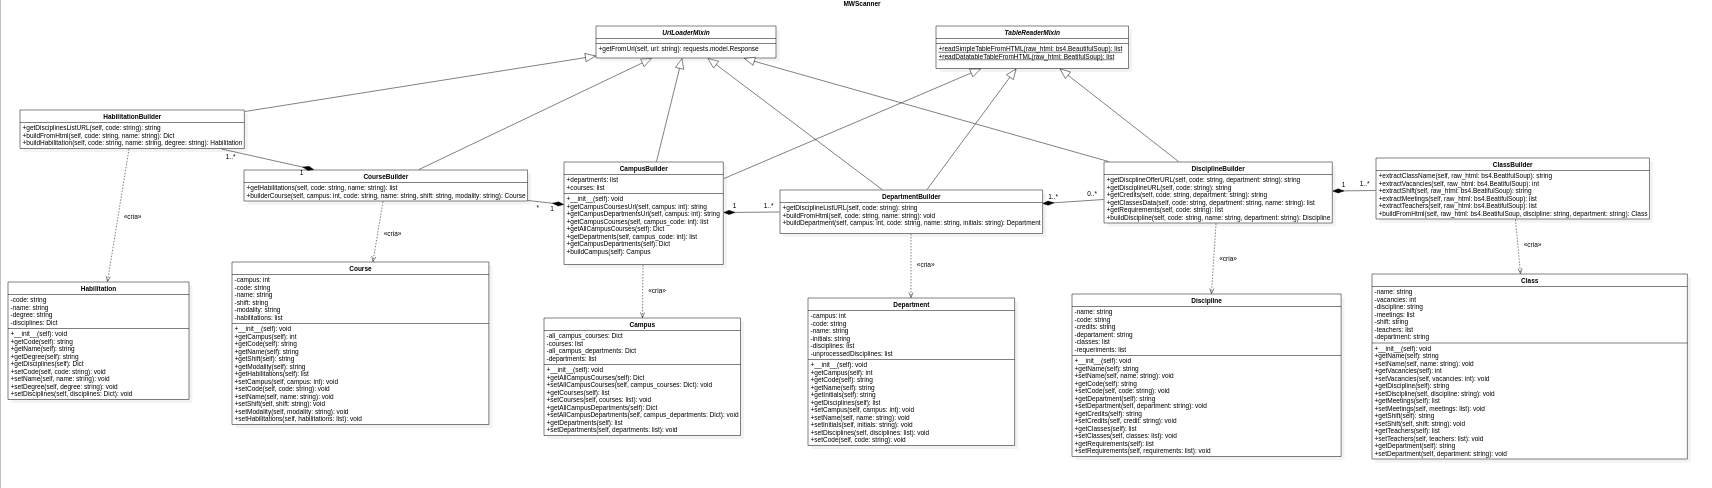 MWScanner
UrlLoaderMixin
+getFromUrl(self, url: string): requests.model.Response
TableReaderMixin
+readSimpleTableFromHTML(raw_html: bs4.BeautifulSoup): list
+readDatatableFromHTML(raw_html: BeatifulSoup): list
HabilitationBuilder
+getDisciplinesListURL(self, code: string): string
+buildFromHtml(self, code: string, name: string): Dict
+buildHabilitation(self, code: string, name: string, degree: string): Habilitation
1..*
1
CourseBuilder
+getHabilitations(self, code: string, name: string): list
+builderCourse(self, campus: int, code: string, name: string, shift: string, modality: string): Course
*
1
CampusBuilder
+departments: list
+courses: list
+__init__(self): void
+getCampusCoursesUrl(self, campus: int): string
+getCampusDepartmentsUrl(self, campus: int): string
+getCampusCourses(self, campus_code: int): list
+getAllCampusCourses(self): Dict
+getDepartments(self, campus_code: int): list
+getCampusDepartments(self): Dict
+buildCampus(self): Campus
1
1..*
DepartmentBuilder
+getDisciplineListURL(self, code: string): string
+buildFromHtml(self, code: string, name: string): void
+buildDepartment(self, campus: int, code: string, name: string, initials: string): Department
1..*
0..*
DisciplineBuilder
+getDisciplineOfferURL(self, code: string, department: string): string
+getDisciplineURL(self, code: string): string
+getCredits(self, code: string, department: string): string
+getClassesData(self, code: string, department: string, name: string): list
+getRequirements(self, code: string): list
+buildDiscipline(self, code: string, name: string, department: string): Discipline
1
1..*
ClassBuilder
+extractClassName(self, raw_html: bs4.BeatifulSoup): string
+extractVacancies(self, raw_html: bs4.BeatifulSoup): int
+extractShift(self, raw_html: bs4.BeatifulSoup): string
+extractMeetings(self, raw_html: bs4.BeatifulSoup): list
+extractTeachers(self, raw_html: bs4.BeatifulSoup): list
+buildFromHtml(self, raw_html: bs4.BeatifulSoup, discipline: string, department: string): Class
«cria»
«cria»
«cria»
«cria»
«cria»
«cria»
Habilitation
-code: string
-name: string
-degree: string
-disciplines: Dict
+__init__(self): void
+getCode(self): string
+getName(self): string
+getDegree(self): string
+getDisciplines(self): Dict
+setCode(self, code: string): void
+setName(self, name: string): void
+setDegree(self, degree: string): void
+setDisciplines(self, disciplines: Dict): void
Course
-campus: int
-code: string
-name: string
-shift: string
-modality: string
-habilitations: list
+__init__(self): void
+getCampus(self): int
+getCode(self): string
+getName(self): string
+getShift(self): string
+getModality(self): string
+getHabilitations(self): list
+setCampus(self, campus: int): void
+setCode(self, code: string): void
+setName(self, name: string): void
+setShift(self, shift: string): void
+setModality(self, modality: string): void
+setHabilitations(self, habilitations: list): void
Campus
-all_campus_courses: Dict
-courses: list
-all_campus_departments: Dict
-departments: list
+__init__(self): void
+getAllCampusCourses(self): Dict
+setAllCampusCourses(self, campus_courses: Dict): void
+getCourses(self): list
+setCourses(self, courses: list): void
+getAllCampusDepartments(self): Dict
+setAllCampusDepartments(self, campus_departments: Dict): void
+getDepartments(self): list
+setDepartments(self, departments: list): void
Department
-campus: int
-code: string
-name: string
-initials: string
-disciplines: list
-unprocessedDisciplines: list
+__init__(self): void
+getCampus(self): int
+getCode(self): string
+getName(self): string
+getInitials(self): string
+getDisciplines(self): list
+setCampus(self, campus: int): void
+setName(self, name: string): void
+setInitials(self, initials: string): void
+setDisciplines(self, disciplines: list): void
+setCode(self, code: string): void
Discipline
-name: string
-code: string
-credits: string
-department: string
-classes: list
-requeriments: list
+__init__(self): void
+getName(self): string
+setName(self, name: string): void
+getCode(self): string
+setCode(self, code: string): void
+getDepartment(self): string
+setDepartment(self, department: string): void
+getCredits(self): string
+setCredits(self, credit: string): void
+getClasses(self): list
+setClasses(self, classes: list): void
+getRequirements(self): list
+setRequirements(self, requirements: list): void
Class
-name: string
-vacancies: int
-discipline: string
-meetings: list
-shift: string
-teachers: list
-department: string
+__init__(self): void
+getName(self): string
+setName(self, name: string): void
+getVacancies(self): int
+setVacancies(self, vacancies: int): void
+getDiscipline(self): string
+setDiscipline(self, discipline: string): void
+getMeetings(self): list
+setMeetings(self, meetings: list): void
+getShift(self): string
+setShift(self, shift: string): void
+getTeachers(self): list
+setTeachers(self, teachers: list): void
+getDepartment(self): string
+setDepartment(self, department: string): void